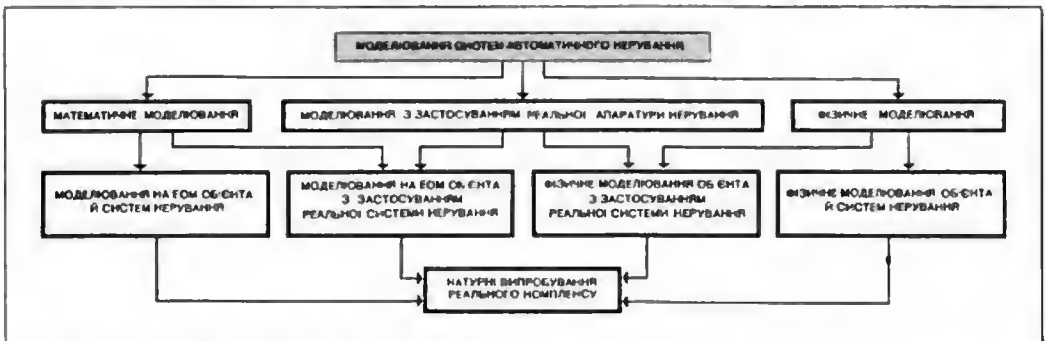 МОДЕЛЮВАННЯ СИСТЕМ АВТОМАТИЧНОГО КЕРУВАННЯ
МАТЕМАТИЧНЕ МОДЕЛЮВАННЯ
МОДЕЛЮВАННЯ З ЗАСТОСУВАННЯМ РЕАЛЬНОЇ АПАРАТУРИ КЕРУВАННЯ
ФІЗИЧНЕ МОДЕЛЮВАННЯ
МОДЕЛЮВАННЯ НА ЕОМ ОБ'ЄКТА
Й СИСТЕМ КЕРУВАННЯ
МОДЕЛЮВАННЯ НА ЕОМ ОБ'ЄКТА
З ЗАСТОСУВАННЯМ
РЕАЛЬНОЇ СИСТЕМИ КЕРУВАННЯ
ФІЗИЧНЕ МОДЕЛЮВАННЯ ОБ'ЄКТА
З ЗАСТОСУВАННЯМ
РЕАЛЬНОЇ СИСТЕМИ КЕРУВАННЯ
ФІЗИЧНЕ МОДЕЛЮВАННЯ ОБ'ЄКТА
Й СИСТЕМ КЕРУВАННЯ
НАТУРНІ ВИПРОБУВАННЯ
РЕАЛЬНОГО КОМПЛЕКСУ